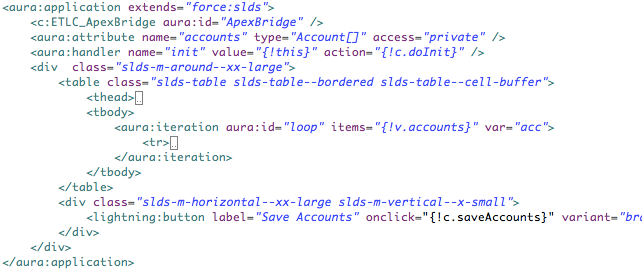 <aura:application extends="force:slds">
<c:ETLC_ApexBridge aura:id="ApexBridge" />
<aura:attribute name="accounts" type="Account[]" access="private" />
<aura:handler name="init" value="{!this}" action="{!c.doInit}" />
<div  class="slds-m-around--xx-large">
<table class="slds-table slds-table--bordered slds-table--cell-buffer">
<thead>..
<tbody>
<aura:iteration aura:id="loop" items="{!v.accounts}" var="acc">
<tr>..
</aura:iteration>
</tbody>
</table>
<div class="slds-m-horizontal--xx-large slds-m-vertical--x-small">
<lightning:button label="Save Accounts" onclick="{!c.saveAccounts}" variant="bra
</div>
</div>
</aura:application>